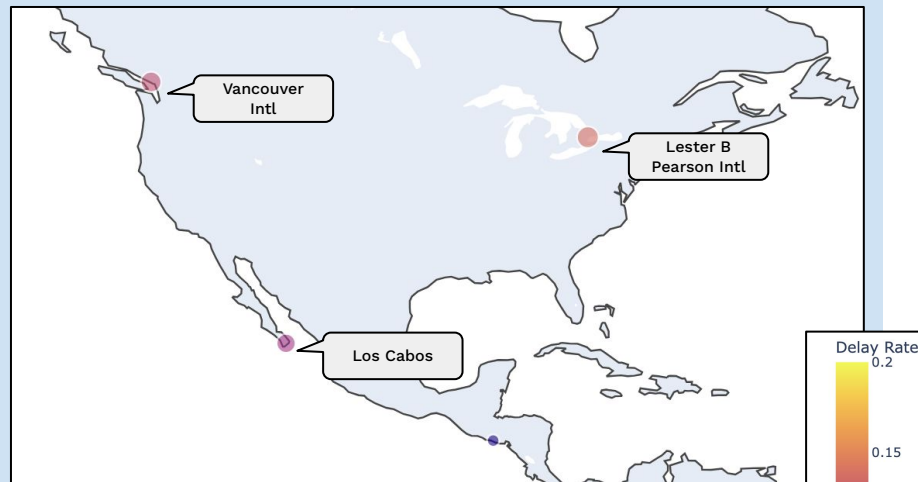 Vancouver
Intl
Lester B
Pearson Intl
Los Cabos
Delay Rate
0.2
0.15